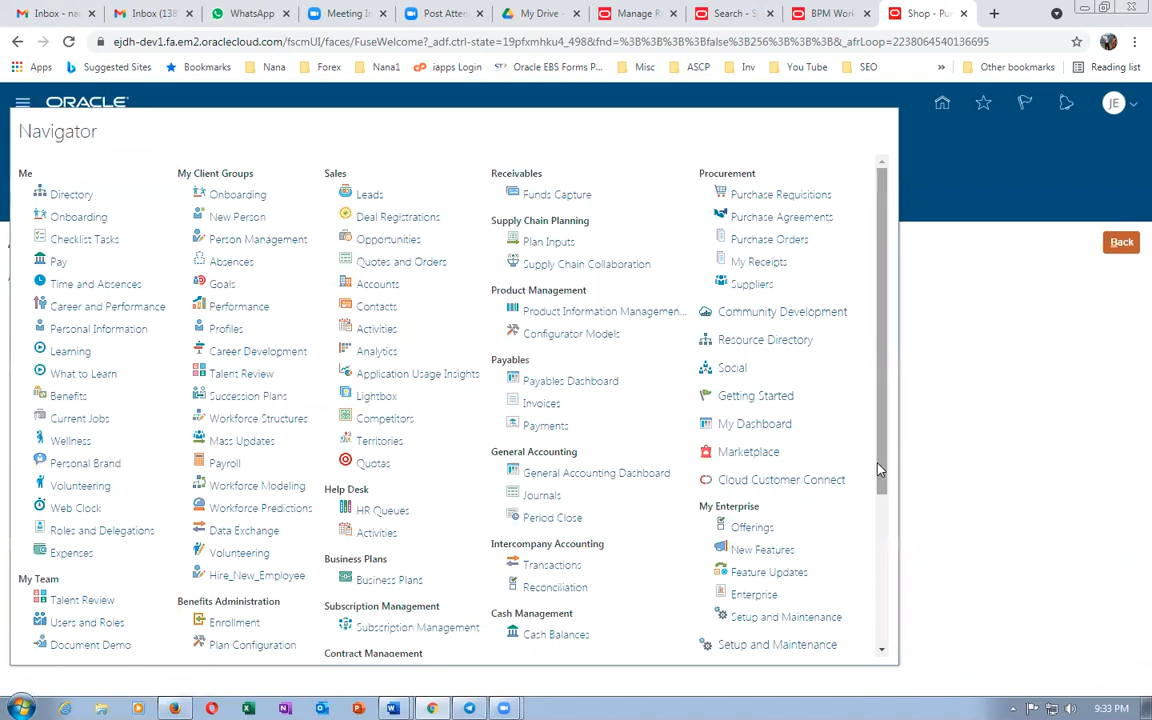 Inbox - na
Inbox (138
WhatsApp
Meeting I
Post Atten
My Drive -
Manage R
Search - S
BPM Work
Shop - Pu
ejdh-dev1.fa.em2.oraclecloud.com/fscmUI/faces/FuseWelcome?_adf.ctrl-state=19pfxmhku4_498&fnd=%3B%3B%3B%3Bfalse%3B256%3B%3B%3B&_afrLoop=2238064540136695
Apps
Suggested Sites
Bookmarks
Nana
Forex
Nana1
iapps Login
Oracle EBS Forms P...
Misc
ASCP
Inv
You Tube
SEO
»
Other bookmarks
Reading list
ORACLE
JE
Back
Navigator
Me
Directory
Onboarding
Checklist Tasks
Pay
Time and Absences
Career and Performance
Personal Information
Learning
What to Learn
Benefits
Current Jobs
Wellness
Personal Brand
Volunteering
Web Clock
Roles and Delegations
Expenses
My Team
Talent Review
Users and Roles
Document Demo
My Client Groups
Onboarding
New Person
Person Management
Absences
Goals
Performance
Profiles
Career Development
Talent Review
Succession Plans
Workforce Structures
Mass Updates
Payroll
Workforce Modeling
Workforce Predictions
Data Exchange
Volunteering
Hire_New_Employee
Benefits Administration
Enrollment
Plan Configuration
Sales
Leads
Deal Registrations
Opportunities
Quotes and Orders
Accounts
Contacts
Activities
Analytics
Application Usage Insights
Lightbox
Competitors
Territories
Quotas
Help Desk
HR Queues
Activities
Business Plans
Business Plans
Subscription Management
Subscription Management
Contract Management
Receivables
Funds Capture
Supply Chain Planning
Plan Inputs
Supply Chain Collaboration
Product Management
Product Information Managemen...
Configurator Models
Payables
Payables Dashboard
Invoices
Payments
General Accounting
General Accounting Dashboard
Journals
Period Close
Intercompany Accounting
Transactions
Reconciliation
Cash Management
Cash Balances
Procurement
Purchase Requisitions
Purchase Agreements
Purchase Orders
My Receipts
Suppliers
Community Development
Resource Directory
Social
Getting Started
My Dashboard
Marketplace
Cloud Customer Connect
My Enterprise
Offerings
New Features
Feature Updates
Enterprise
Setup and Maintenance
Setup and Maintenance
9:33 PM